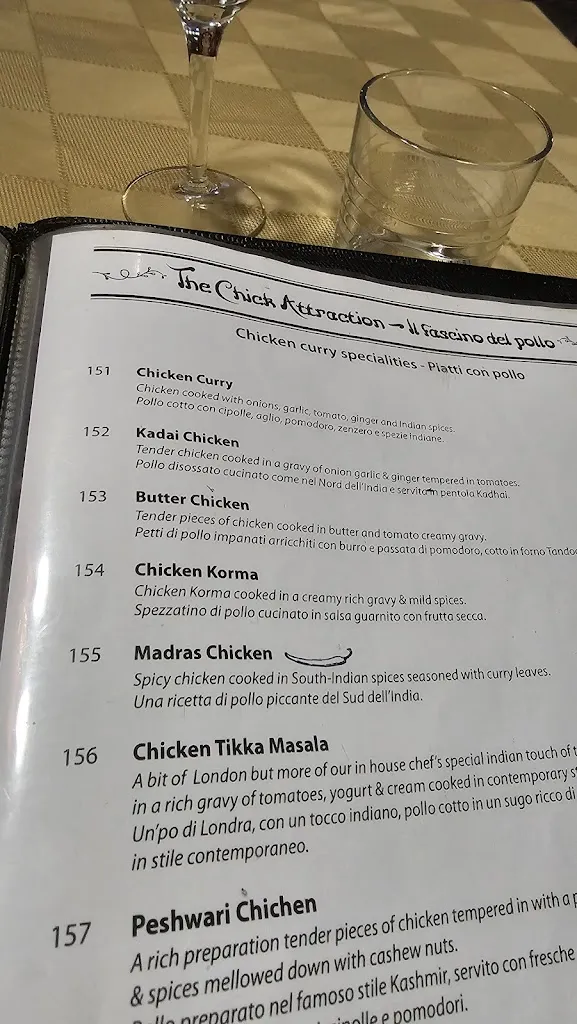 The Chick Attraction - Il fascino del pollo
Chicken curry specialities - Piatti con pollo
151 Chicken Curry
Chicken cooked with onions, garlic, tomato, ginger and Indian spices.
Pollo cotto con cipolle, aglio, pomodoro, zenzero e spezie indiane.
152 Kadai Chicken
Tender chicken cooked in a gravy of onion garlic & ginger tempered in tomatoes.
Pollo disossato cucinato come nel Nord dell'India e servita in pentola Kadhai.
153 Butter Chicken
Tender pieces of chicken cooked in butter and tomato creamy gravy.
Petti di pollo impanati arricchiti con burro e passata di pomodoro, cotto in forno Tandoo
154 Chicken Korma
Chicken Korma cooked in a creamy rich gravy & mild spices.
Spezzatino di pollo cucinato in salsa guarnito con frutta secca.
155 Madras Chicken
Spicy chicken cooked in South-Indian spices seasoned with curry leaves.
Una ricetta di pollo piccante del Sud dell'India.
156 Chicken Tikka Masala
A bit of London but more of our in house chef's special indian touch of
in a rich gravy of tomatoes, yogurt & cream cooked in contemporary
Un'po di Londra, con un tocco indiano, pollo cotto in un sugo ricco di
in stile contemporaneo.
157 Peshwari Chichen
A rich preparation tender pieces of chicken tempered in with a
& spices mellowed down with cashew nuts.
preparato nel famoso stile Kashmir, servito con fresche
e pomodori.